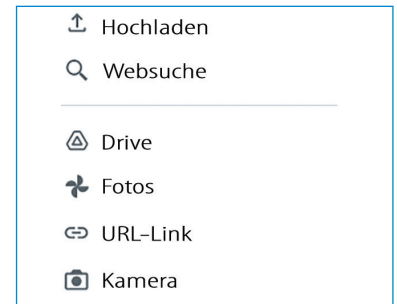 Hochladen
Websuche
Drive
Fotos
URL-Link
Kamera